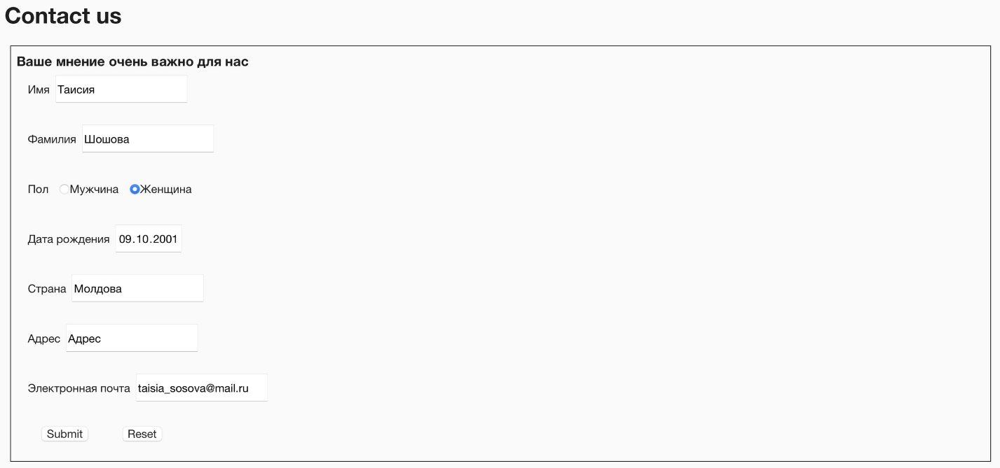 Contact us
Ваше мнение очень важно для нас
Имя Таисия
Фамилия Шошова
Пол Мужчина Женщина
Дата рождения 09.10.2001
Страна Молдова
Адрес Адрес
Электронная почта taisia_sosova@mail.ru
Submit Reset